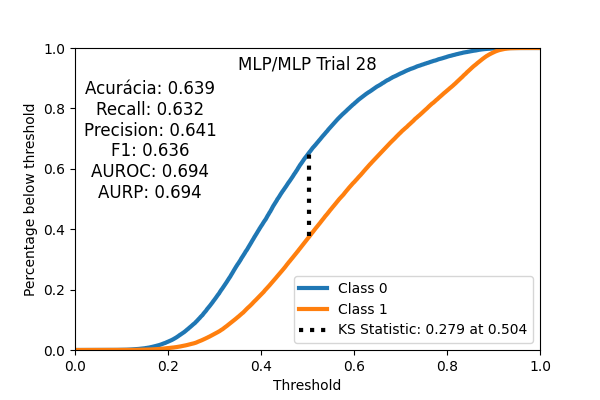 MLP/MLP Trial 28
Acurácia: 0.639
Recall: 0.632
Precision: 0.641
F1: 0.636
AUROC: 0.694
AURP: 0.694
Percentage below threshold
1.0
0.8
0.6
0.4
0.2
0.0
Class 0
Class 1
KS Statistic: 0.279 at 0.504
0.0 0.2 0.4 0.6 0.8 1.0
Threshold